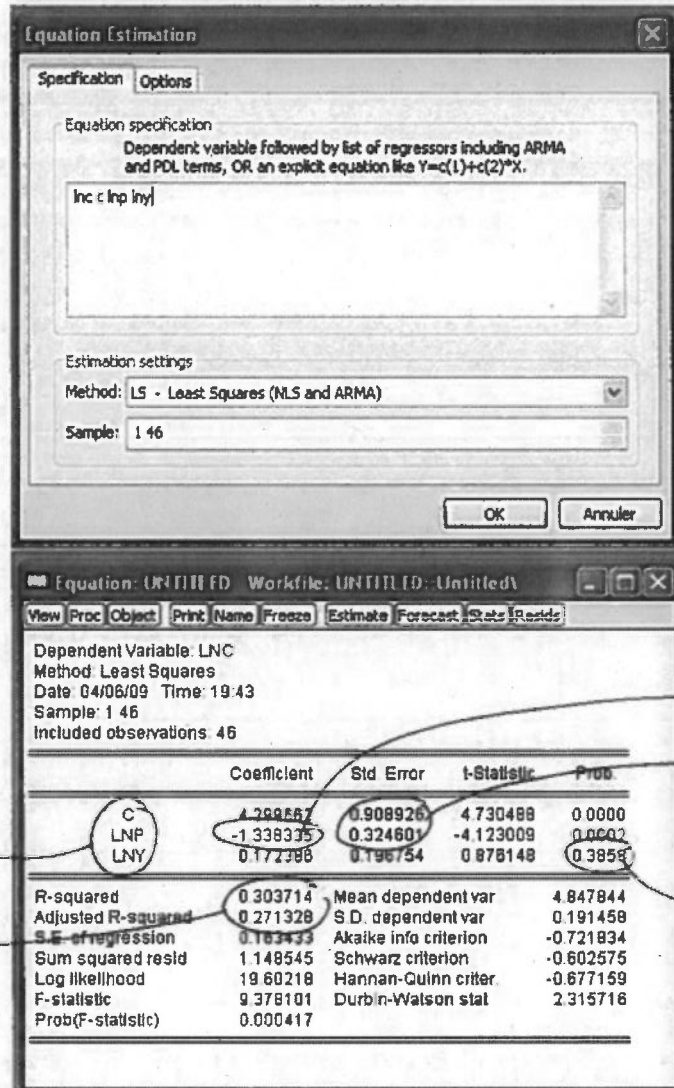 Equation Estimation
Specification Options
Equation specification
Dependent variable followed by list of regressors including ARMA
and PDL terms, OR an explicit equation like Y=c(1)+c(2)*X.
lnc c lnp lny
Estimation settings
Method: LS - Least Squares (NLS and ARMA)
Sample: 1 46
OK Annuler
Equation: UNTITLED Workfile: UNTITLED::Untitled\
View Proc Object Print Name Freeze Estimate Forecast Stats Resids
Dependent Variable: LNC
Method: Least Squares
Date: 04/06/09 Time: 19:43
Sample: 1 46
Included observations: 46
Coefficient Std. Error t-Statistic Prob.
C 4.299667 0.908926 4.730488 0.0000
LNP -1.338335 0.324601 -4.123009 0.0002
LNY 0.172386 0.196754 0.876148 0.3859
R-squared 0.303714 Mean dependent var 4.847844
Adjusted R-squared 0.271328 S.D. dependent var 0.191458
S.E. of regression 0.163433 Akaike info criterion -0.721834
Sum squared resid 1.148545 Schwarz criterion -0.602575
Log likelihood 19.60218 Hannan-Quinn criter. -0.677159
F-statistic 9.378101 Durbin-Watson stat 2.315716
Prob(F-statistic) 0.000417